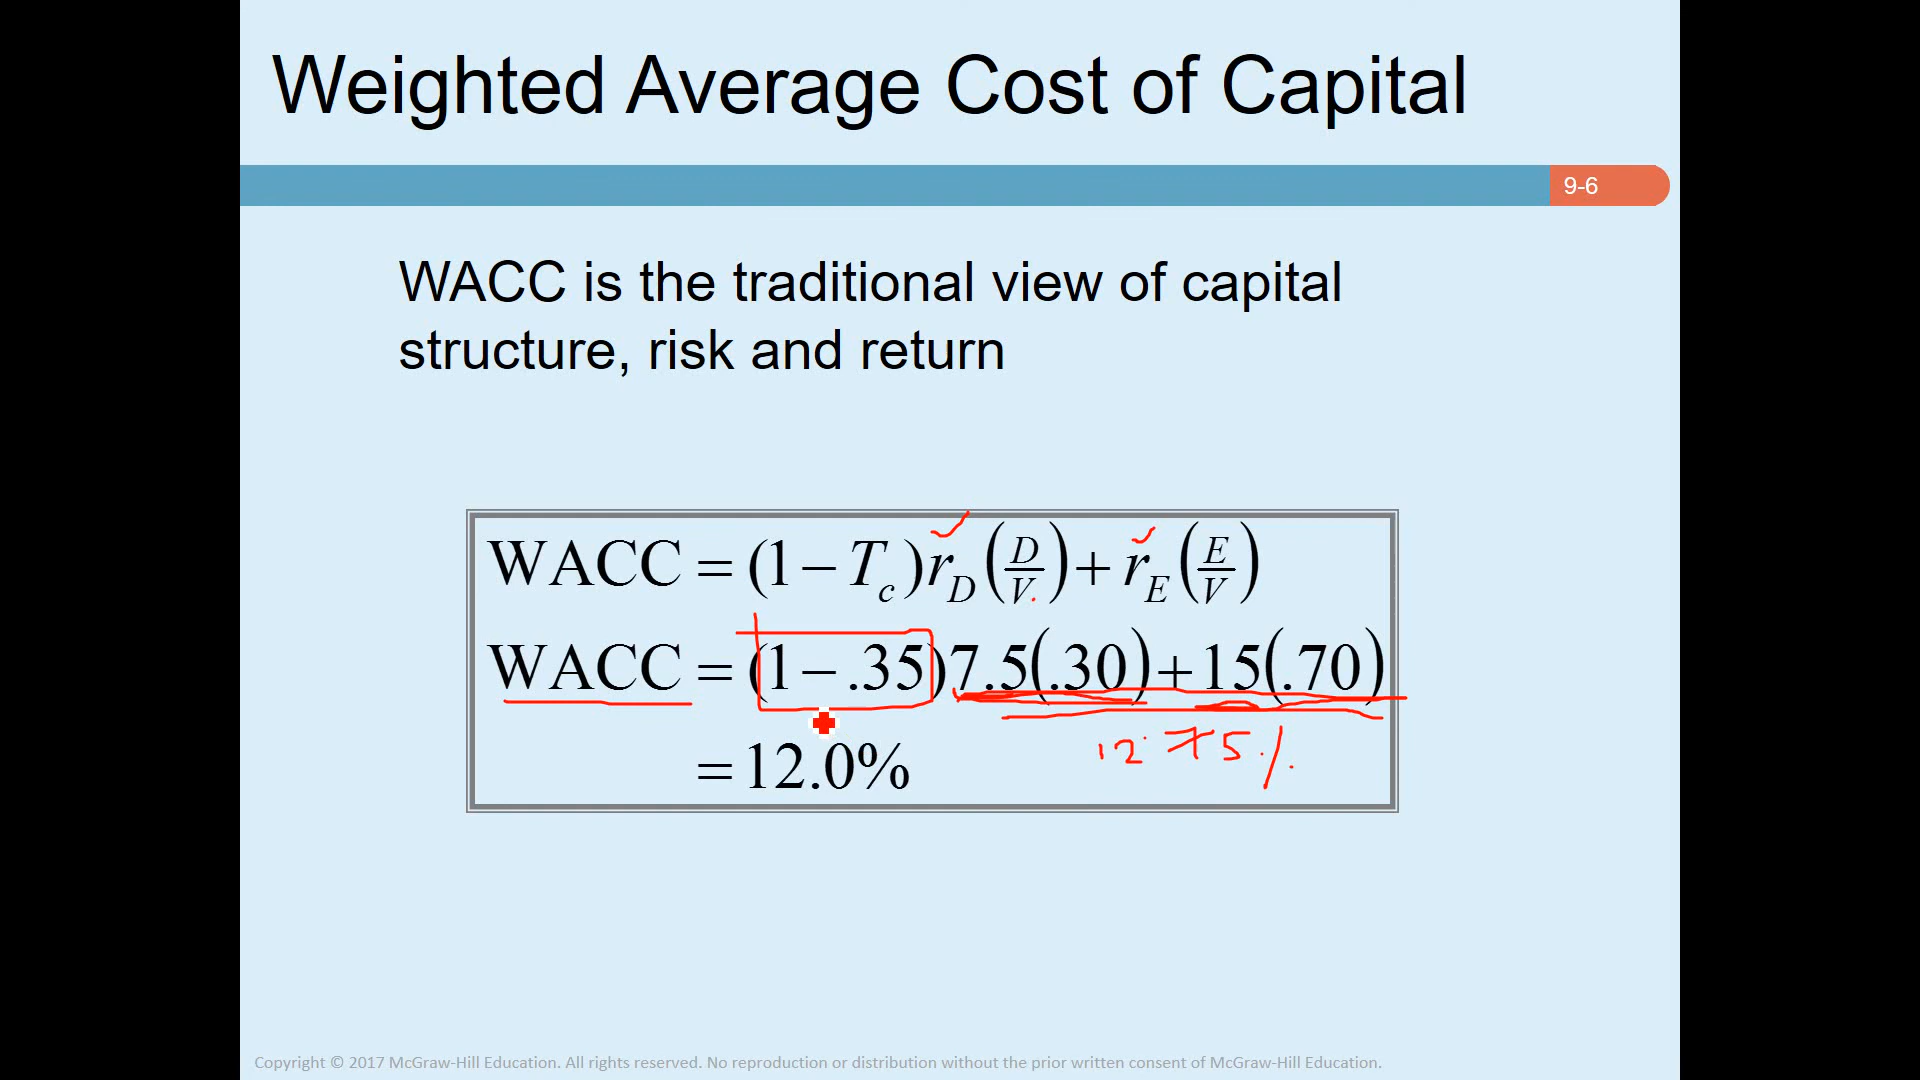 Weighted Average Cost of Capital
9-6
WACC is the traditional view of capital
structure, risk and return
WACC = (1 − T_c) r_D (D/V) + r_E (E/V)
WACC = (1 − .35) 7.5(.30) + 15(.70)
= 12.0%
12.75%
Copyright © 2017 McGraw-Hill Education. All rights reserved. No reproduction or distribution without the prior written consent of McGraw-Hill Education.